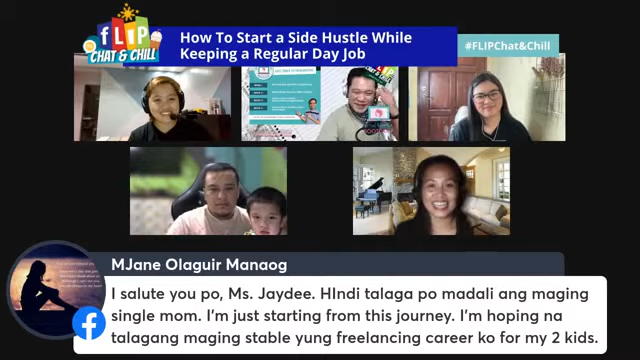 FLIP
CHAT & CHILL
How To Start a Side Hustle While
Keeping a Regular Day Job
#FLIPChat&Chill
MJane Olaguir Manaog
I salute you po, Ms. Jaydee. HIndi talaga po madali ang maging
single mom. I'm just starting from this journey. I'm hoping na
talagang maging stable yung freelancing career ko for my 2 kids.